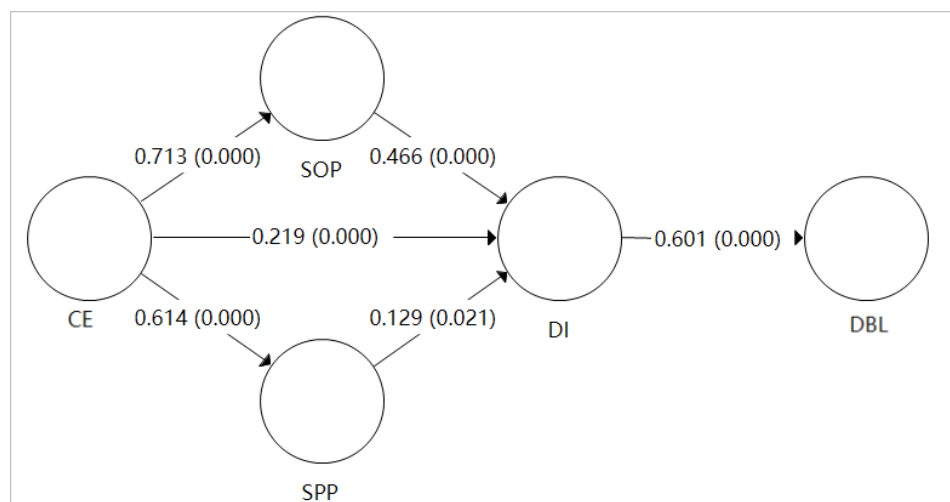 0.713 (0.000)
SOP
0.466 (0.000)
0.219 (0.000)
0.601 (0.000)
CE
0.614 (0.000)
0.129 (0.021)
DI
DBL
SPP